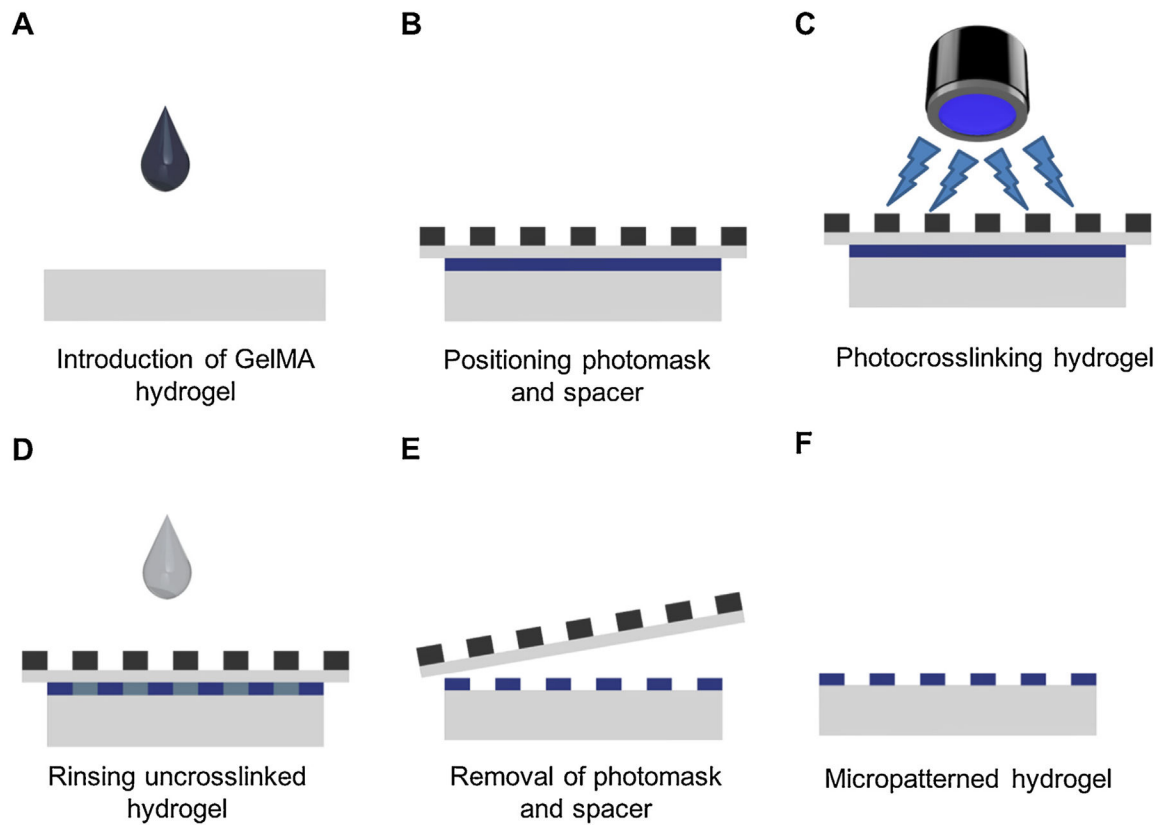 A
B
C
Introduction of GelMA
hydrogel
Positioning photomask
and spacer
Photocrosslinking hydrogel
D
E
F
Rinsing uncrosslinked
hydrogel
Removal of photomask
and spacer
Micropatterned hydrogel